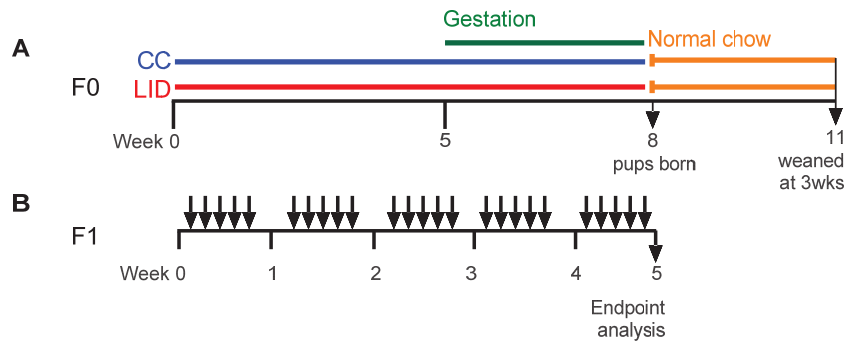 Gestation
A
Normal chow
CC
F0
LID
Week 0
5
8
11
pups born
weaned
at 3wks
B
F1
Week 0
1
2
3
4
5
Endpoint
analysis